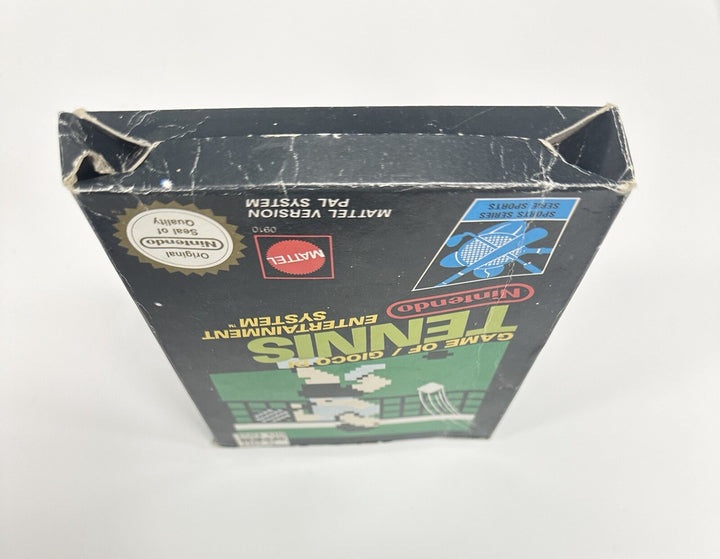 GAME OF / GIOCO DI
TENNIS
Nintendo
ENTERTAINMENT
SYSTEM™
SPORTS SERIES
SERIE SPORTS
MATTEL
0910
MATTEL VERSION
PAL SYSTEM
Original
Nintendo
Seal of
Quality